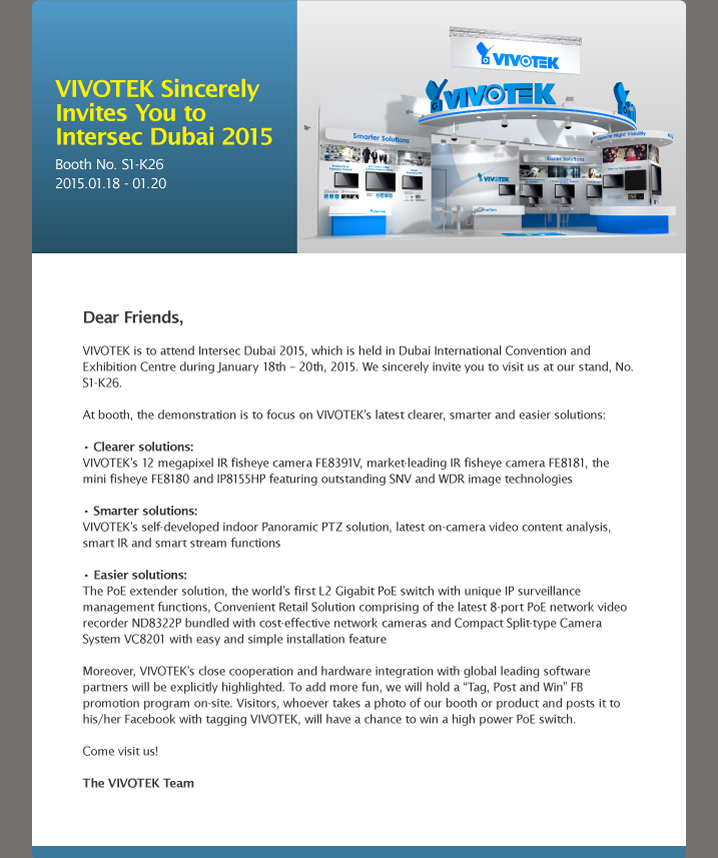 VIVOTEK Sincerely
Invites You to
Intersec Dubai 2015
Booth No. S1-K26
2015.01.18 - 01.20
VIVOTEK
VIVOTEK
Smarter Solutions
Easier Solutions
Night Visibility
VIVOTEK
Dear Friends,
VIVOTEK is to attend Intersec Dubai 2015, which is held in Dubai International Convention and
Exhibition Centre during January 18th – 20th, 2015. We sincerely invite you to visit us at our stand, No.
S1-K26.
At booth, the demonstration is to focus on VIVOTEK's latest clearer, smarter and easier solutions:
• Clearer solutions:
VIVOTEK's 12 megapixel IR fisheye camera FE8391V, market-leading IR fisheye camera FE8181, the
mini fisheye FE8180 and IP8155HP featuring outstanding SNV and WDR image technologies
• Smarter solutions:
VIVOTEK's self-developed indoor Panoramic PTZ solution, latest on-camera video content analysis,
smart IR and smart stream functions
• Easier solutions:
The PoE extender solution, the world's first L2 Gigabit PoE switch with unique IP surveillance
management functions, Convenient Retail Solution comprising of the latest 8-port PoE network video
recorder ND8322P bundled with cost-effective network cameras and Compact Split-type Camera
System VC8201 with easy and simple installation feature
Moreover, VIVOTEK's close cooperation and hardware integration with global leading software
partners will be explicitly highlighted. To add more fun, we will hold a “Tag, Post and Win” FB
promotion program on-site. Visitors, whoever takes a photo of our booth or product and posts it to
his/her Facebook with tagging VIVOTEK, will have a chance to win a high power PoE switch.
Come visit us!
The VIVOTEK Team